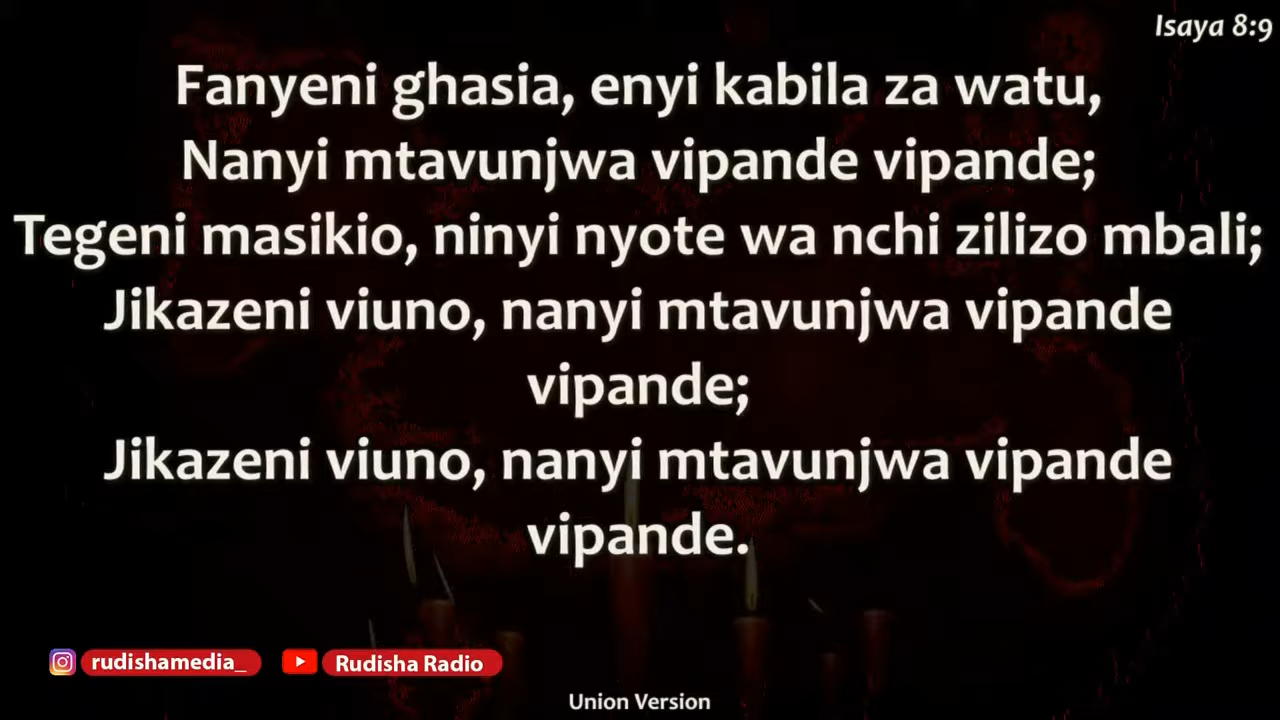 Isaya 8:9
Fanyeni ghasia, enyi kabila za watu,
Nanyi mtavunjwa vipande vipande;
Tegeni masikio, ninyi nyote wa nchi zilizo mbali;
Jikazeni viuno, nanyi mtavunjwa vipande
vipande;
Jikazeni viuno, nanyi mtavunjwa vipande
vipande.
rudishamedia_
Rudisha Radio
Union Version